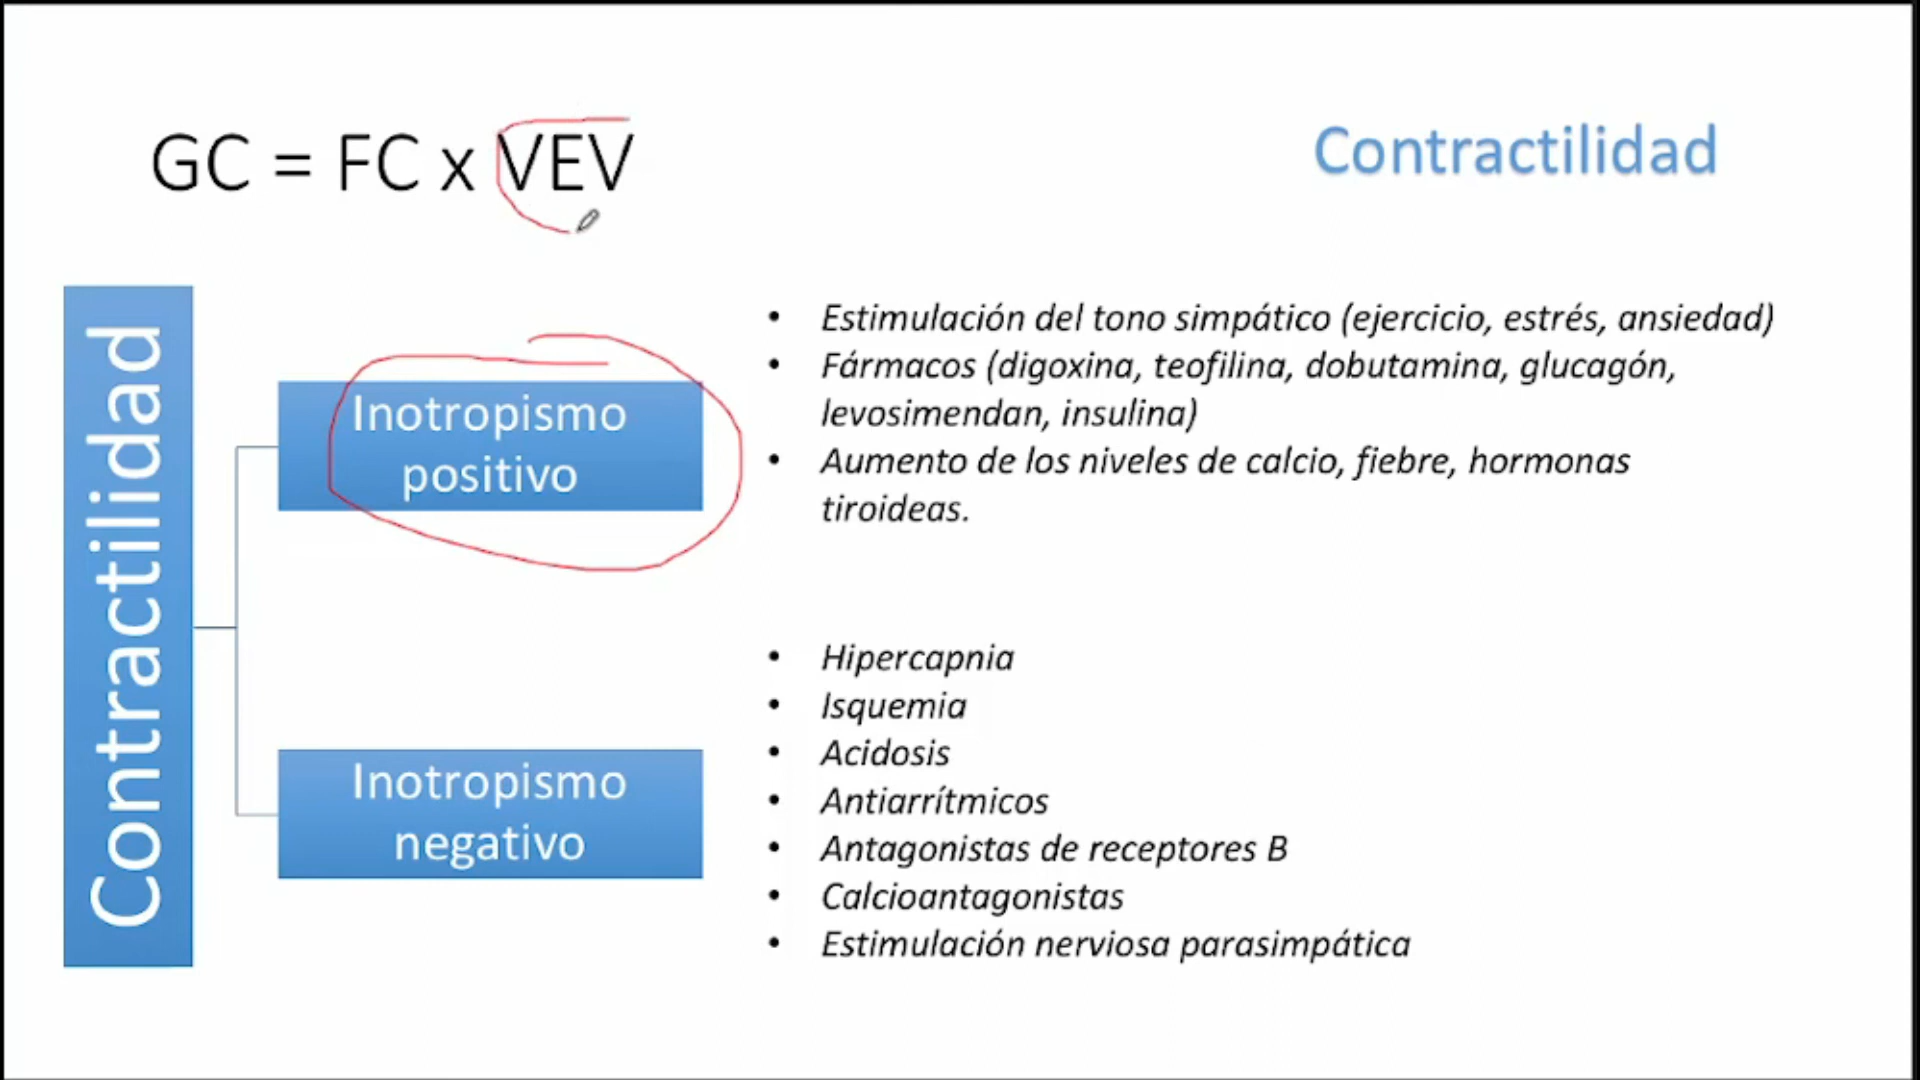 GC = FC x VEV
Contractilidad
Contractilidad
Inotropismo
positivo
• Estimulación del tono simpático (ejercicio, estrés, ansiedad)
• Fármacos (digoxina, teofilina, dobutamina, glucagón,
levosimendan, insulina)
• Aumento de los niveles de calcio, fiebre, hormonas
tiroideas.
Inotropismo
negativo
• Hipercapnia
• Isquemia
• Acidosis
• Antiarrítmicos
• Antagonistas de receptores B
• Calcioantagonistas
• Estimulación nerviosa parasimpática